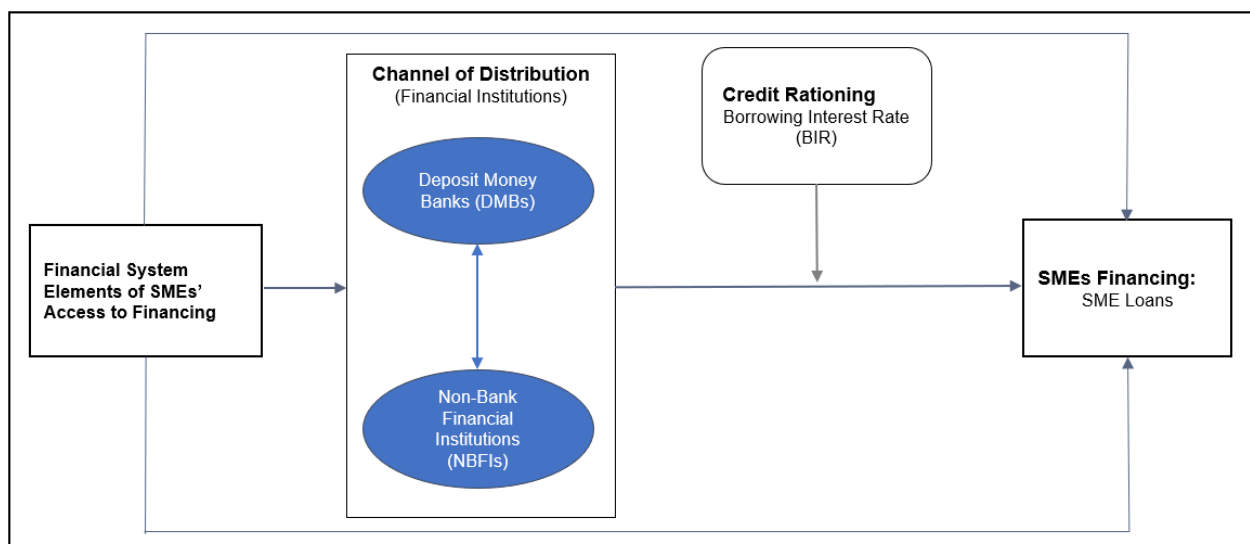 Channel of Distribution
(Financial Institutions)
Deposit Money
Banks (DMBs)
Non-Bank
Financial
Institutions
(NBFIs)
Credit Rationing
Borrowing Interest Rate
(BIR)
Financial System
Elements of SMEs’
Access to Financing
SMEs Financing:
SME Loans